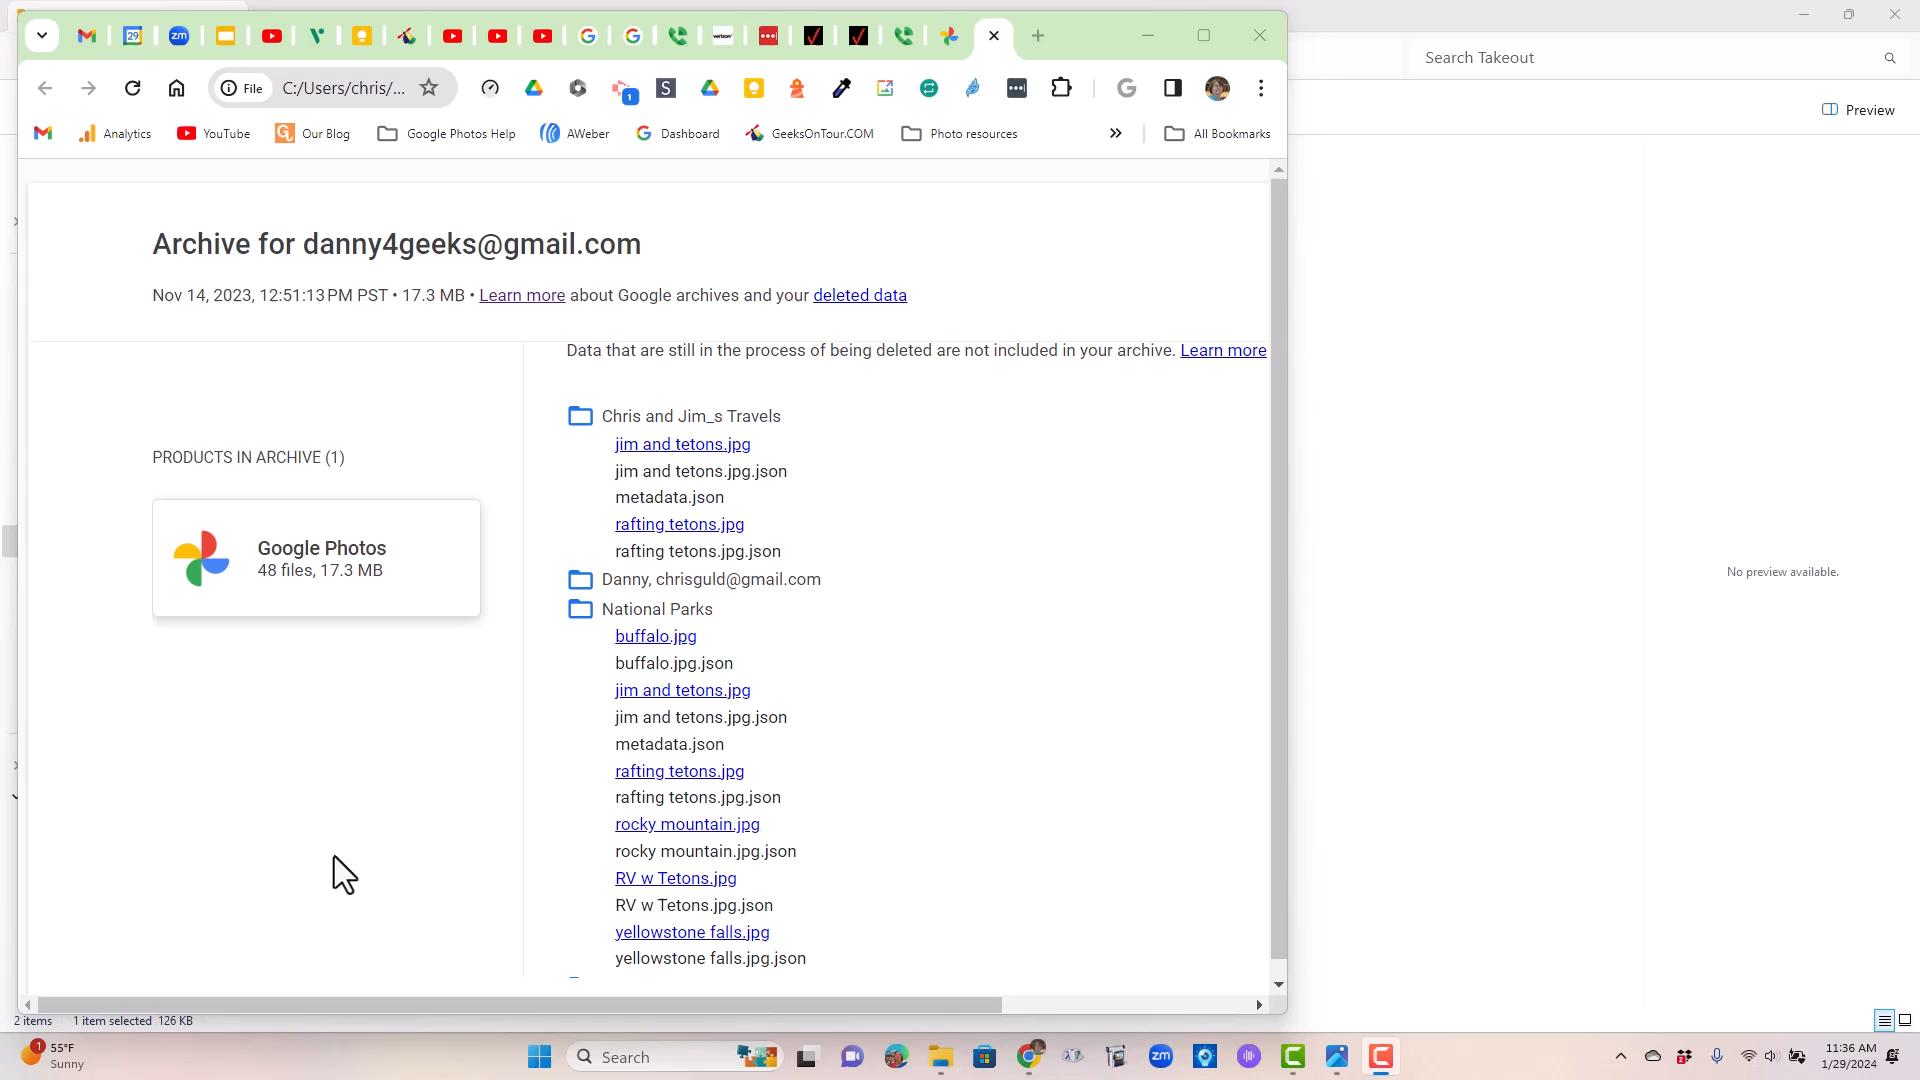 29
zm
verizon
Search Takeout
File
C:/Users/chris/...
1
S
G
Analytics
YouTube
Our Blog
Google Photos Help
AWeber
Dashboard
GeeksOnTour.COM
Photo resources
»
All Bookmarks
Preview
Archive for danny4geeks@gmail.com
Nov 14, 2023, 12:51:13 PM PST • 17.3 MB • Learn more about Google archives and your deleted data
Data that are still in the process of being deleted are not included in your archive. Learn more
Chris and Jim_s Travels
jim and tetons.jpg
jim and tetons.jpg.json
PRODUCTS IN ARCHIVE (1)
metadata.json
rafting tetons.jpg
rafting tetons.jpg.json
Google Photos
48 files, 17.3 MB
Danny, chrisguld@gmail.com
National Parks
buffalo.jpg
buffalo.jpg.json
jim and tetons.jpg
jim and tetons.jpg.json
metadata.json
rafting tetons.jpg
rafting tetons.jpg.json
rocky mountain.jpg
rocky mountain.jpg.json
RV w Tetons.jpg
RV w Tetons.jpg.json
yellowstone falls.jpg
yellowstone falls.jpg.json
No preview available.
2 items 1 item selected 126 KB
1
55°F
Sunny
Search
zm
11:36 AM
1/29/2024